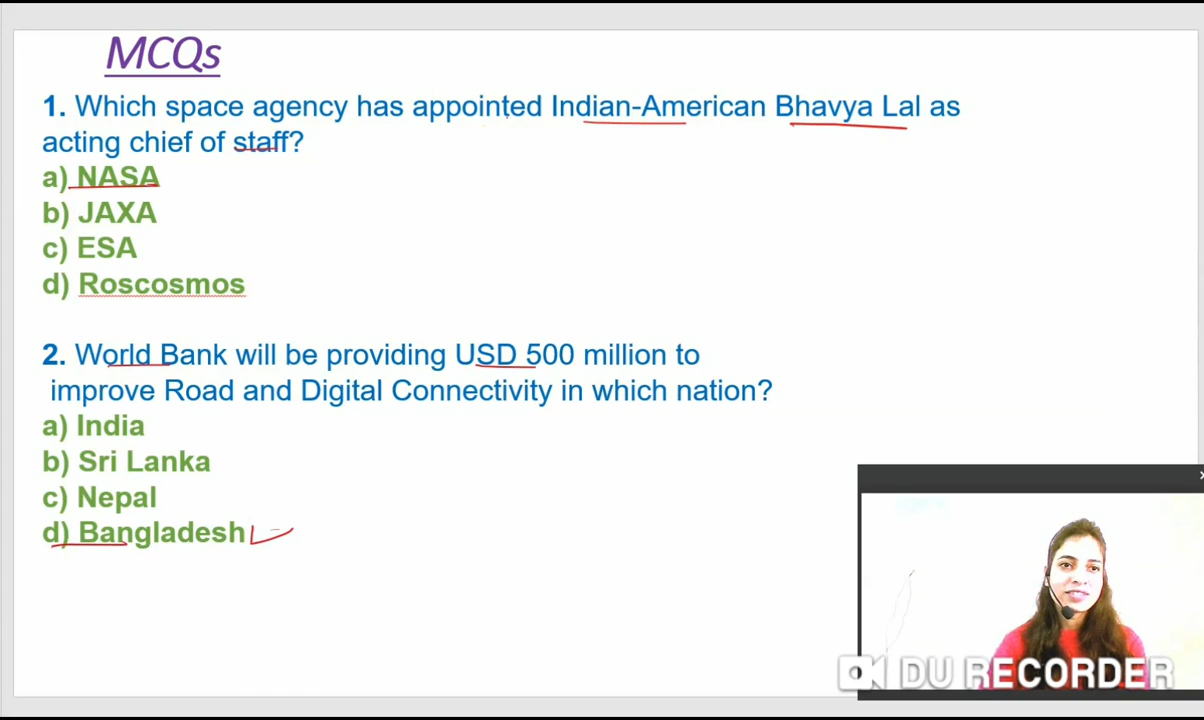 MCQs
1. Which space agency has appointed Indian-American Bhavya Lal as
acting chief of staff?
a) NASA
b) JAXA
c) ESA
d) Roscosmos
2. World Bank will be providing USD 500 million to
improve Road and Digital Connectivity in which nation?
a) India
b) Sri Lanka
c) Nepal
d) Bangladesh
DU RECORDER